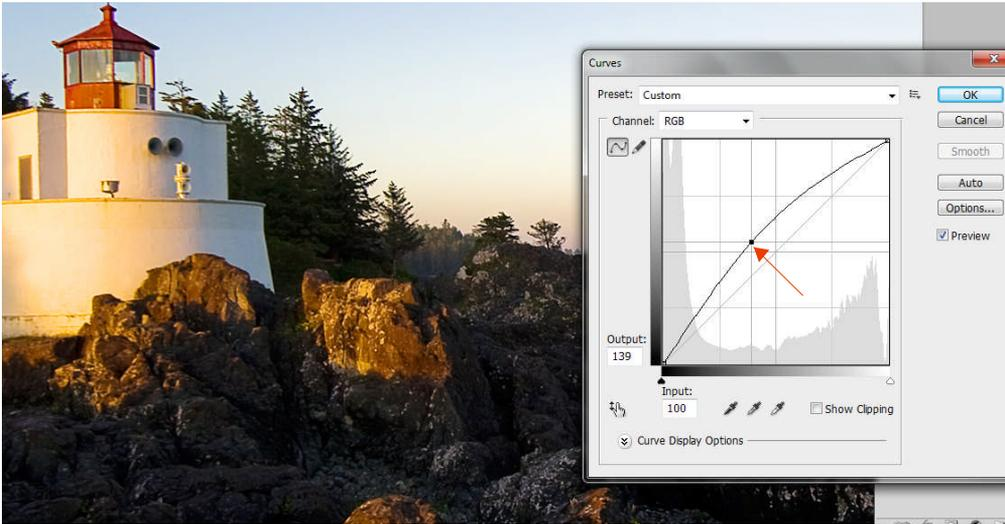 Curves
Preset: Custom
OK
Channel: RGB
Cancel
Smooth
Auto
Options...
Preview
Output:
139
Input:
100
Show Clipping
Curve Display Options